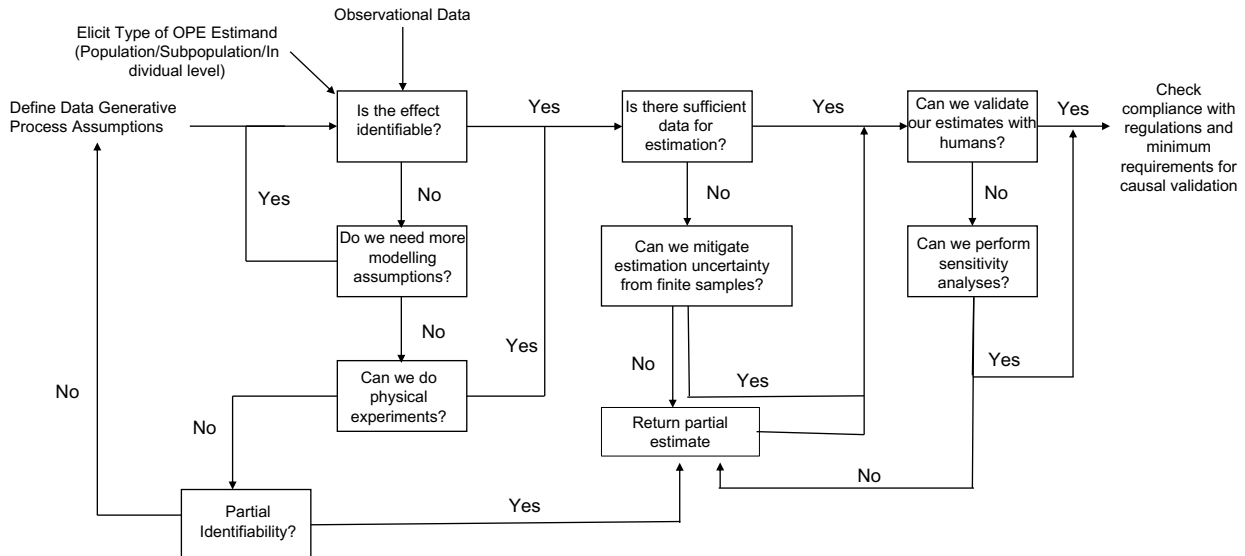 Observational Data
Elicit Type of OPE Estimand
(Population/Subpopulation/In
dividual level)
Define Data Generative
Process Assumptions
Is the effect
identifiable?
Yes
Is there sufficient
data for
estimation?
Yes
Can we validate
our estimates with
humans?
Yes
Check
compliance with
regulations and
minimum
requirements for
causal validation
No
Yes
Do we need more
modelling
assumptions?
No
Can we mitigate
estimation uncertainty
from finite samples?
No
Can we perform
sensitivity
analyses?
No
Yes
Can we do
physical
experiments?
No
Yes
Yes
No
No
Return partial
estimate
No
Partial
Identifiability?
Yes